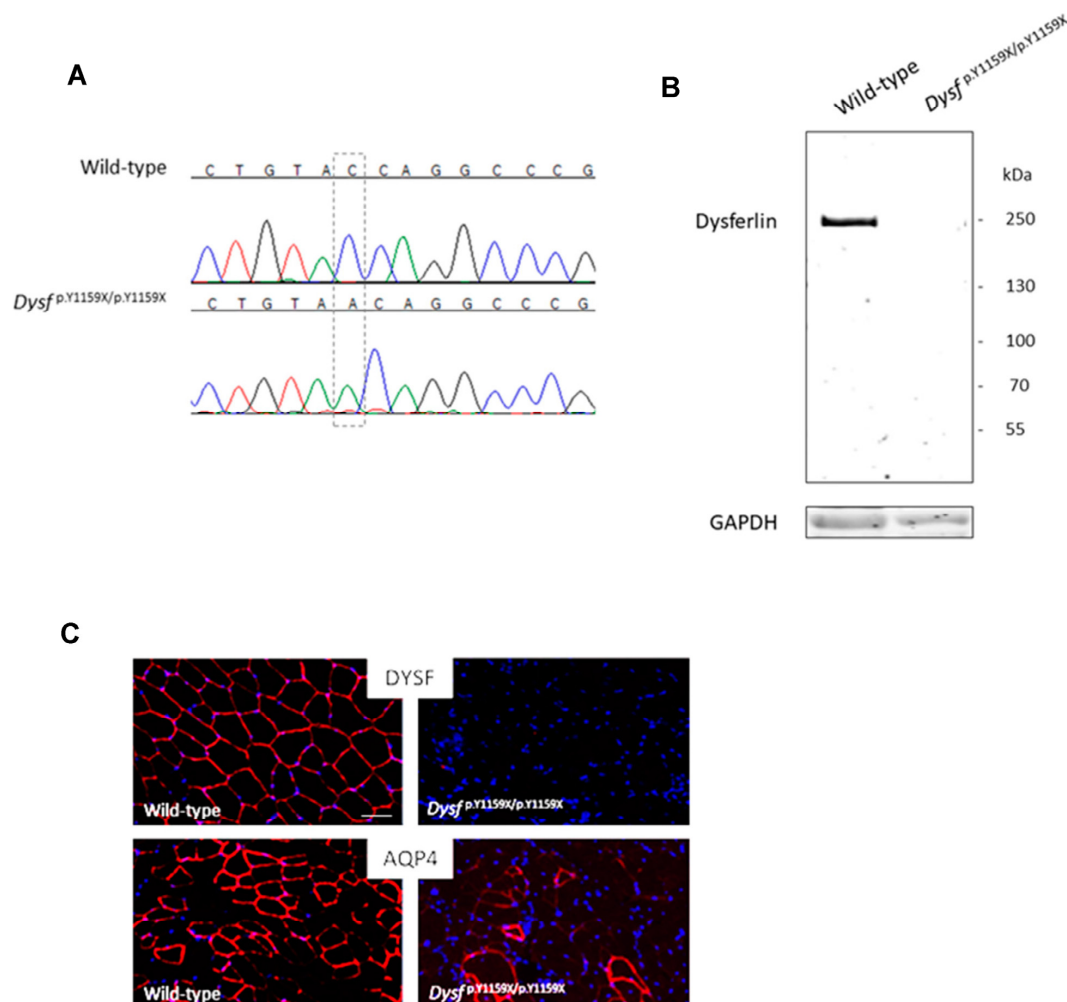 A
Wild-type
C T G T A C C A G G C C C G
Dysf p.Y1159X/p.Y1159X
C T G T A A C A G G C C C G
B
Wild-type
Dysf p.Y1159X/p.Y1159X
kDa
Dysferlin
- 250
- 130
- 100
- 70
- 55
GAPDH
C
DYSF
Wild-type
Dysf p.Y1159X/p.Y1159X
AQP4
Wild-type
Dysf p.Y1159X/p.Y1159X